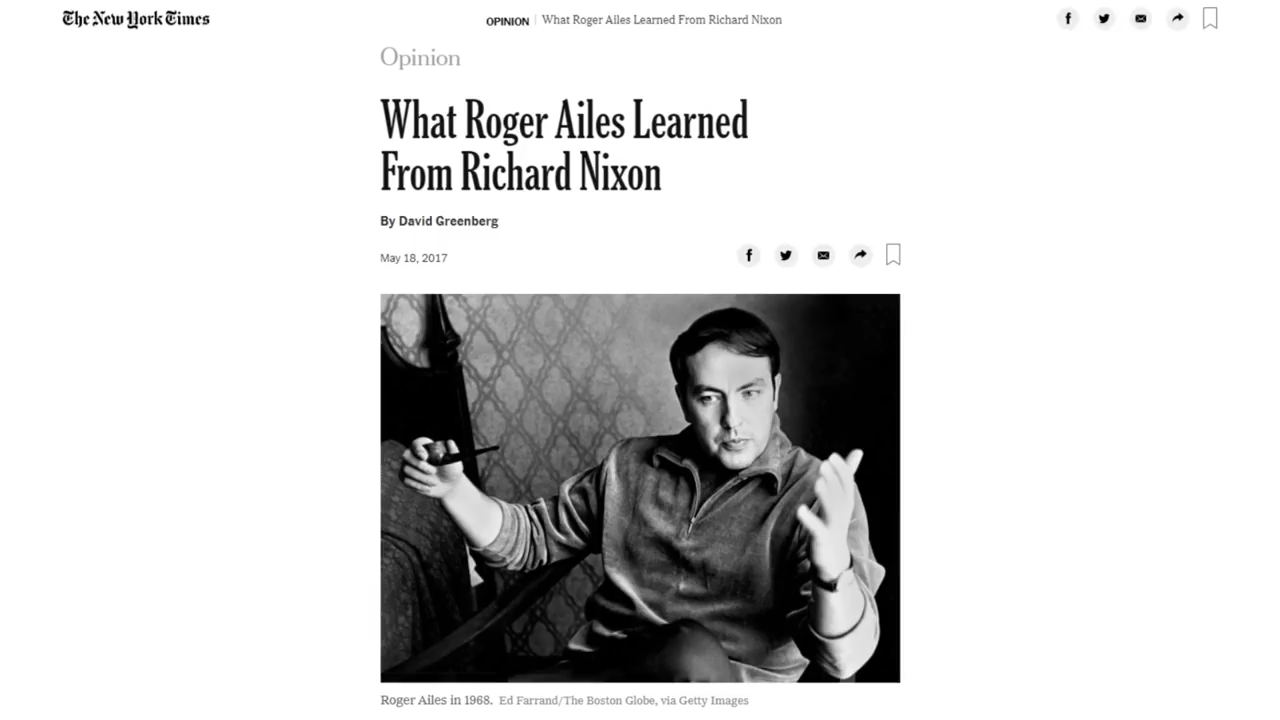 The New York Times
OPINION | What Roger Ailes Learned From Richard Nixon
Opinion
What Roger Ailes Learned
From Richard Nixon
By David Greenberg
May 18, 2017
Roger Ailes in 1968. Ed Farrand/The Boston Globe, via Getty Images